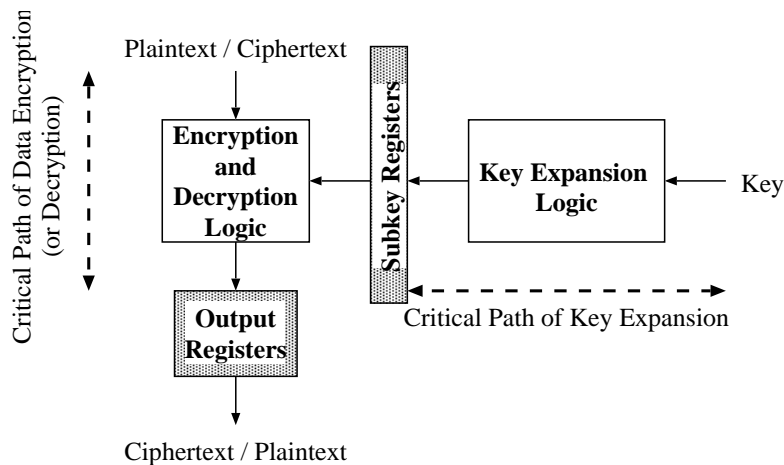 Plaintext / Ciphertext
Critical Path of Data Encryption
(or Decryption)
Encryption
and
Decryption
Logic
Subkey Registers
Key Expansion
Logic
Key
Output
Registers
Critical Path of Key Expansion
Ciphertext / Plaintext